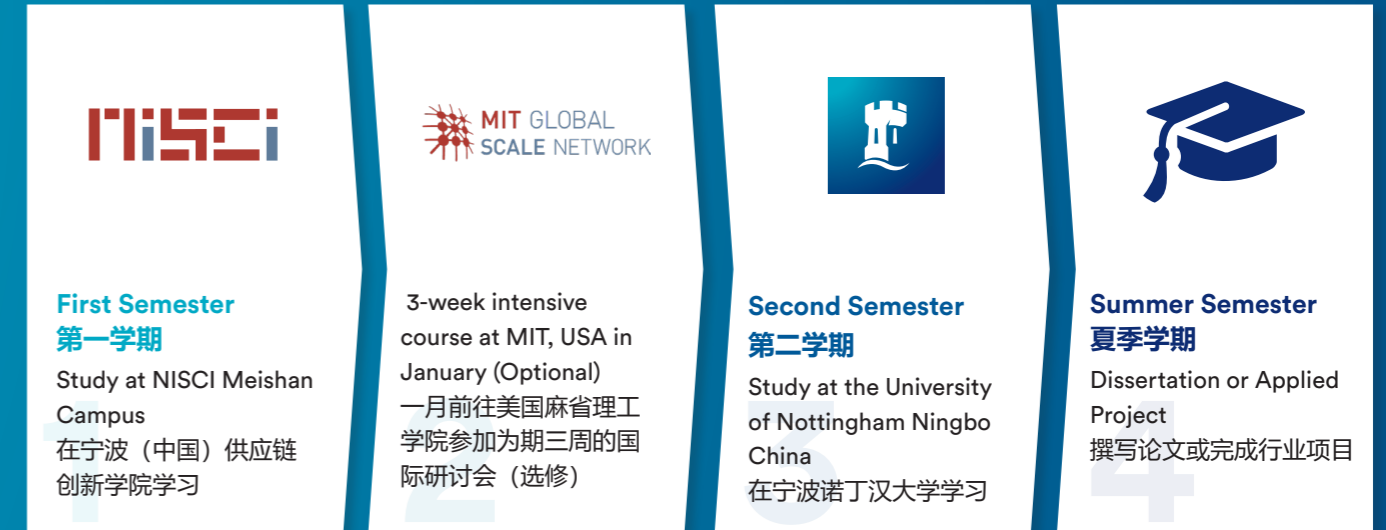 NISCI
First Semester
第一学期
Study at NISCI Meishan
Campus
在宁波（中国）供应链
创新学院学习
1
MIT GLOBAL
SCALE NETWORK
3-week intensive
course at MIT, USA in
January (Optional)
一月前往美国麻省理工
学院参加为期三周的国
际研讨会（选修）
2
Second Semester
第二学期
Study at the University
of Nottingham Ningbo
China
在宁波诺丁汉大学学习
3
Summer Semester
夏季学期
Dissertation or Applied
Project
撰写论文或完成行业项目
4